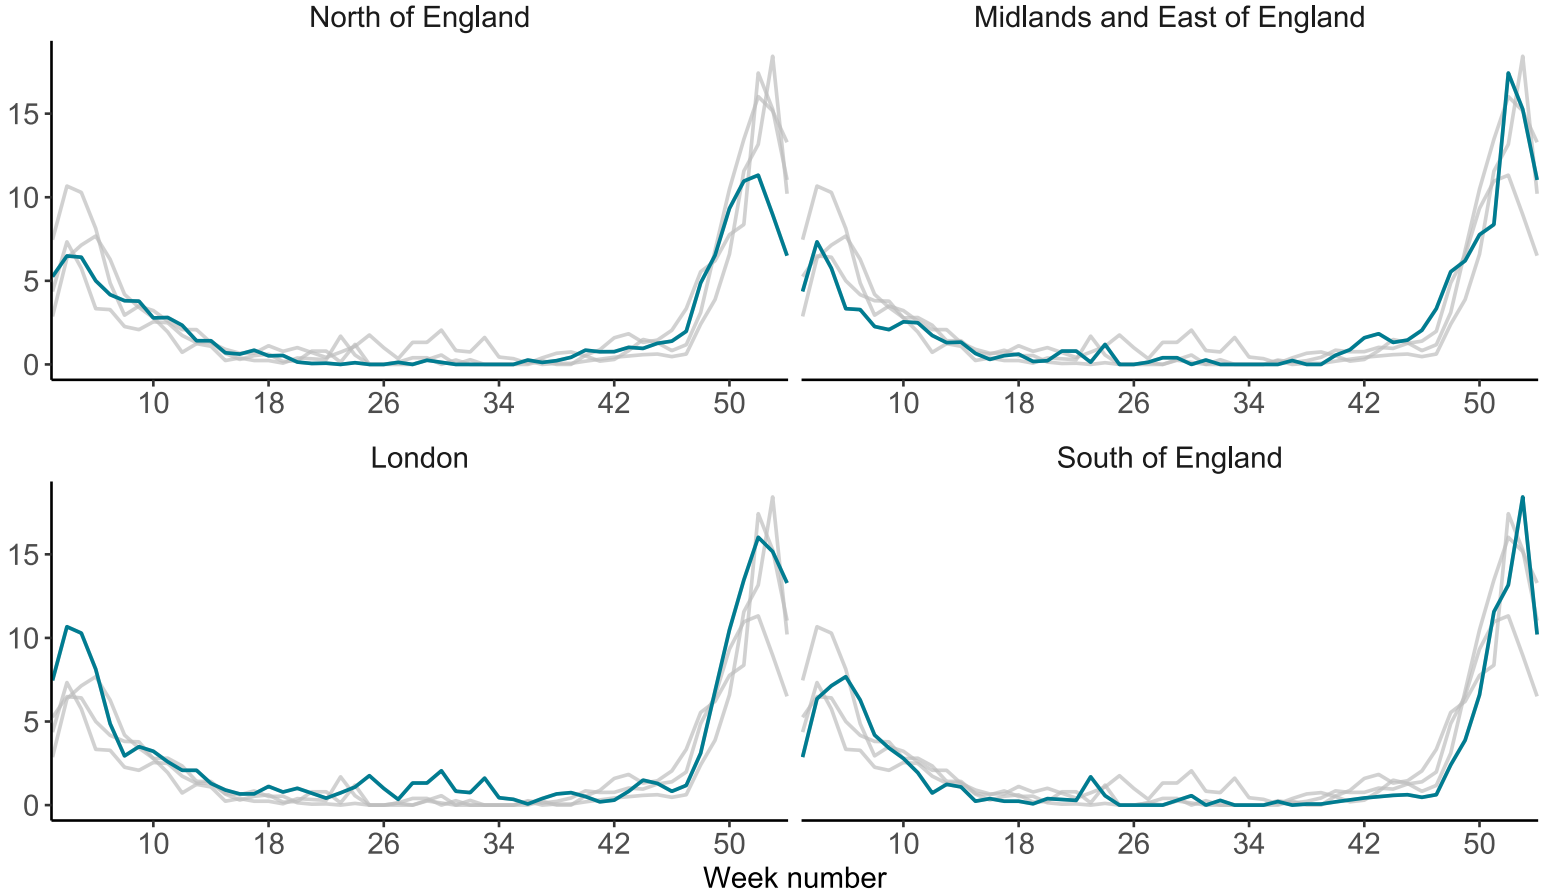 North of England
Midlands and East of England
15
10
5
0
10 18 26 34 42 50
10 18 26 34 42 50
London
South of England
15
10
5
0
10 18 26 34 42 50
10 18 26 34 42 50
Week number